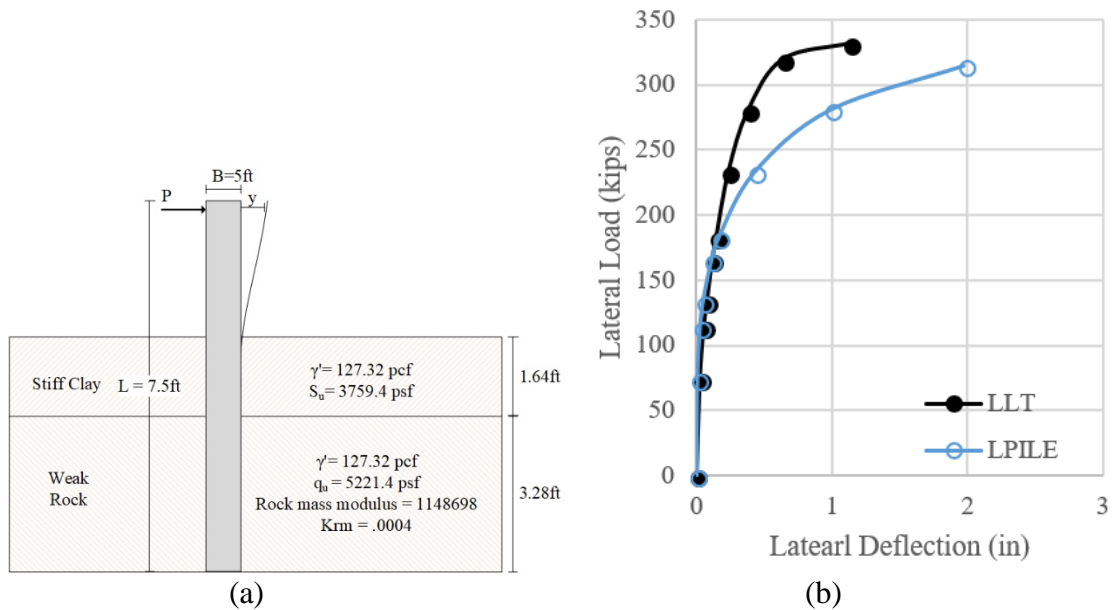 B=5ft
P
y
Stiff Clay
L = 7.5ft
γ'= 127.32 pcf
Sᵤ= 3759.4 psf
1.64ft
Weak
Rock
γ'= 127.32 pcf
qᵤ= 5221.4 psf
Rock mass modulus = 1148698
Krm = .0004
3.28ft
(a)
350
300
250
200
150
100
50
0
Lateral Load (kips)
LLT
LPILE
0 1 2 3
Latearl Deflection (in)
(b)